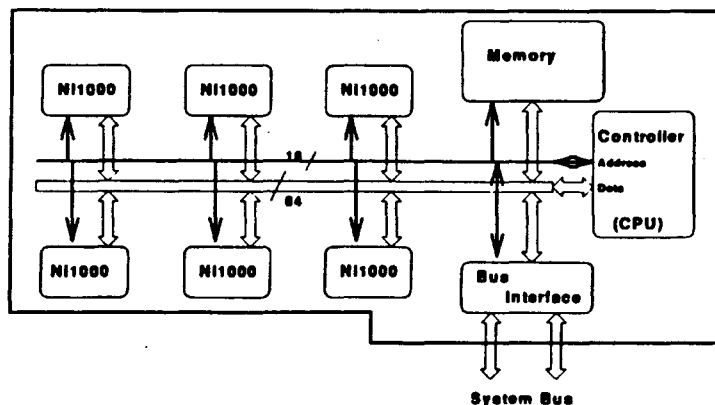 Memory
Ni1000 Ni1000 Ni1000
Controller
16
Address
Data
64
(CPU)
Ni1000 Ni1000 Ni1000
Bus
Interface
System Bus